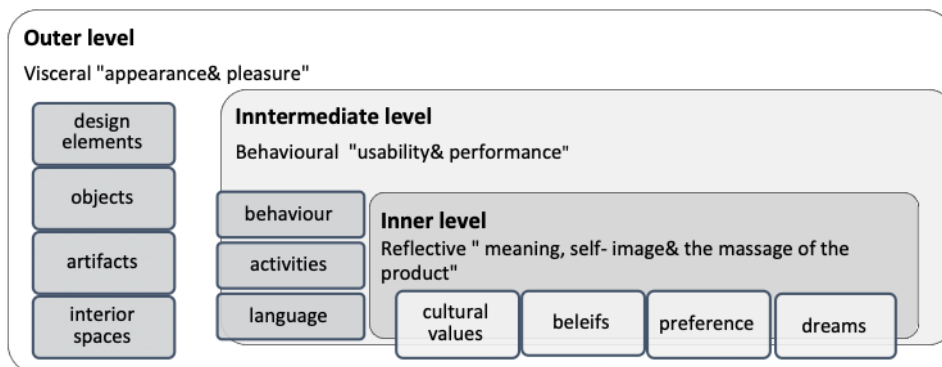 Outer level
Visceral "appearance& pleasure"
design
elements
objects
artifacts
interior
spaces
Inntermediate level
Behavioural "usability& performance"
behaviour
activities
language
Inner level
Reflective " meaning, self- image& the massage of the
product"
cultural
values
beleifs
preference
dreams